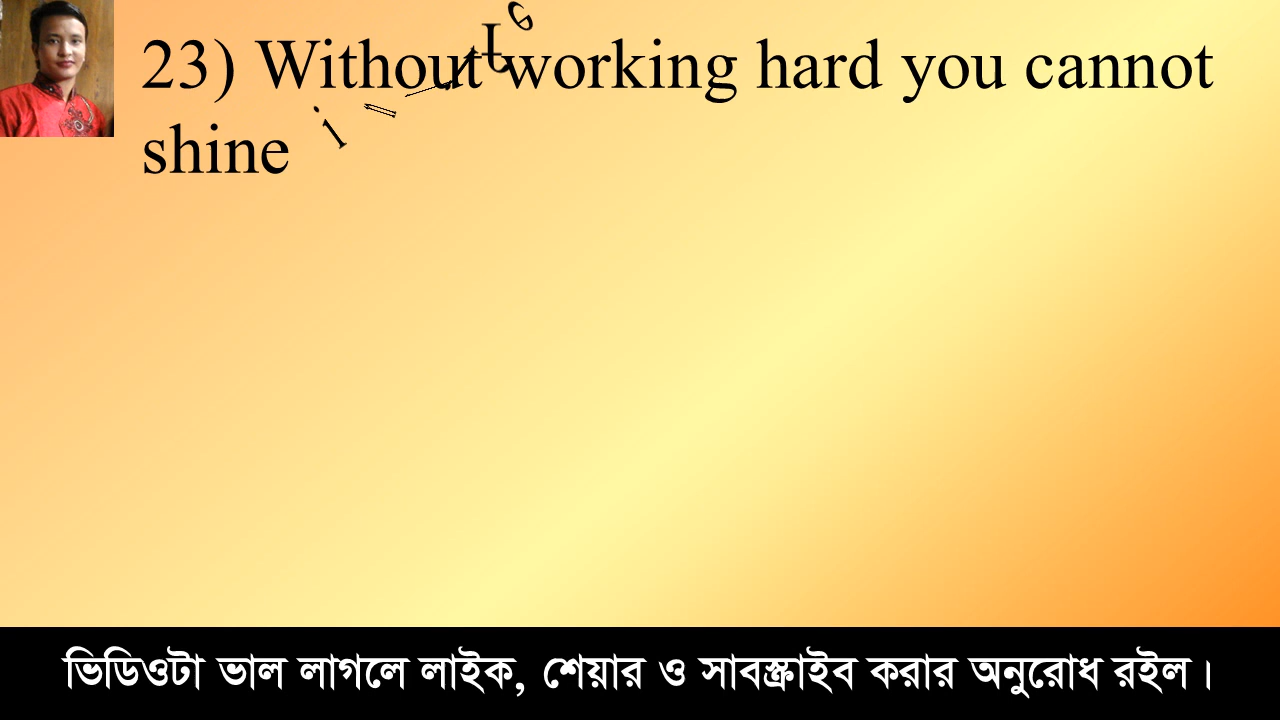 23) Without working hard you cannot
shine
ভিডিওটা ভাল লাগলে লাইক, শেয়ার ও সাবস্ক্রাইব করার অনুরোধ রইল।